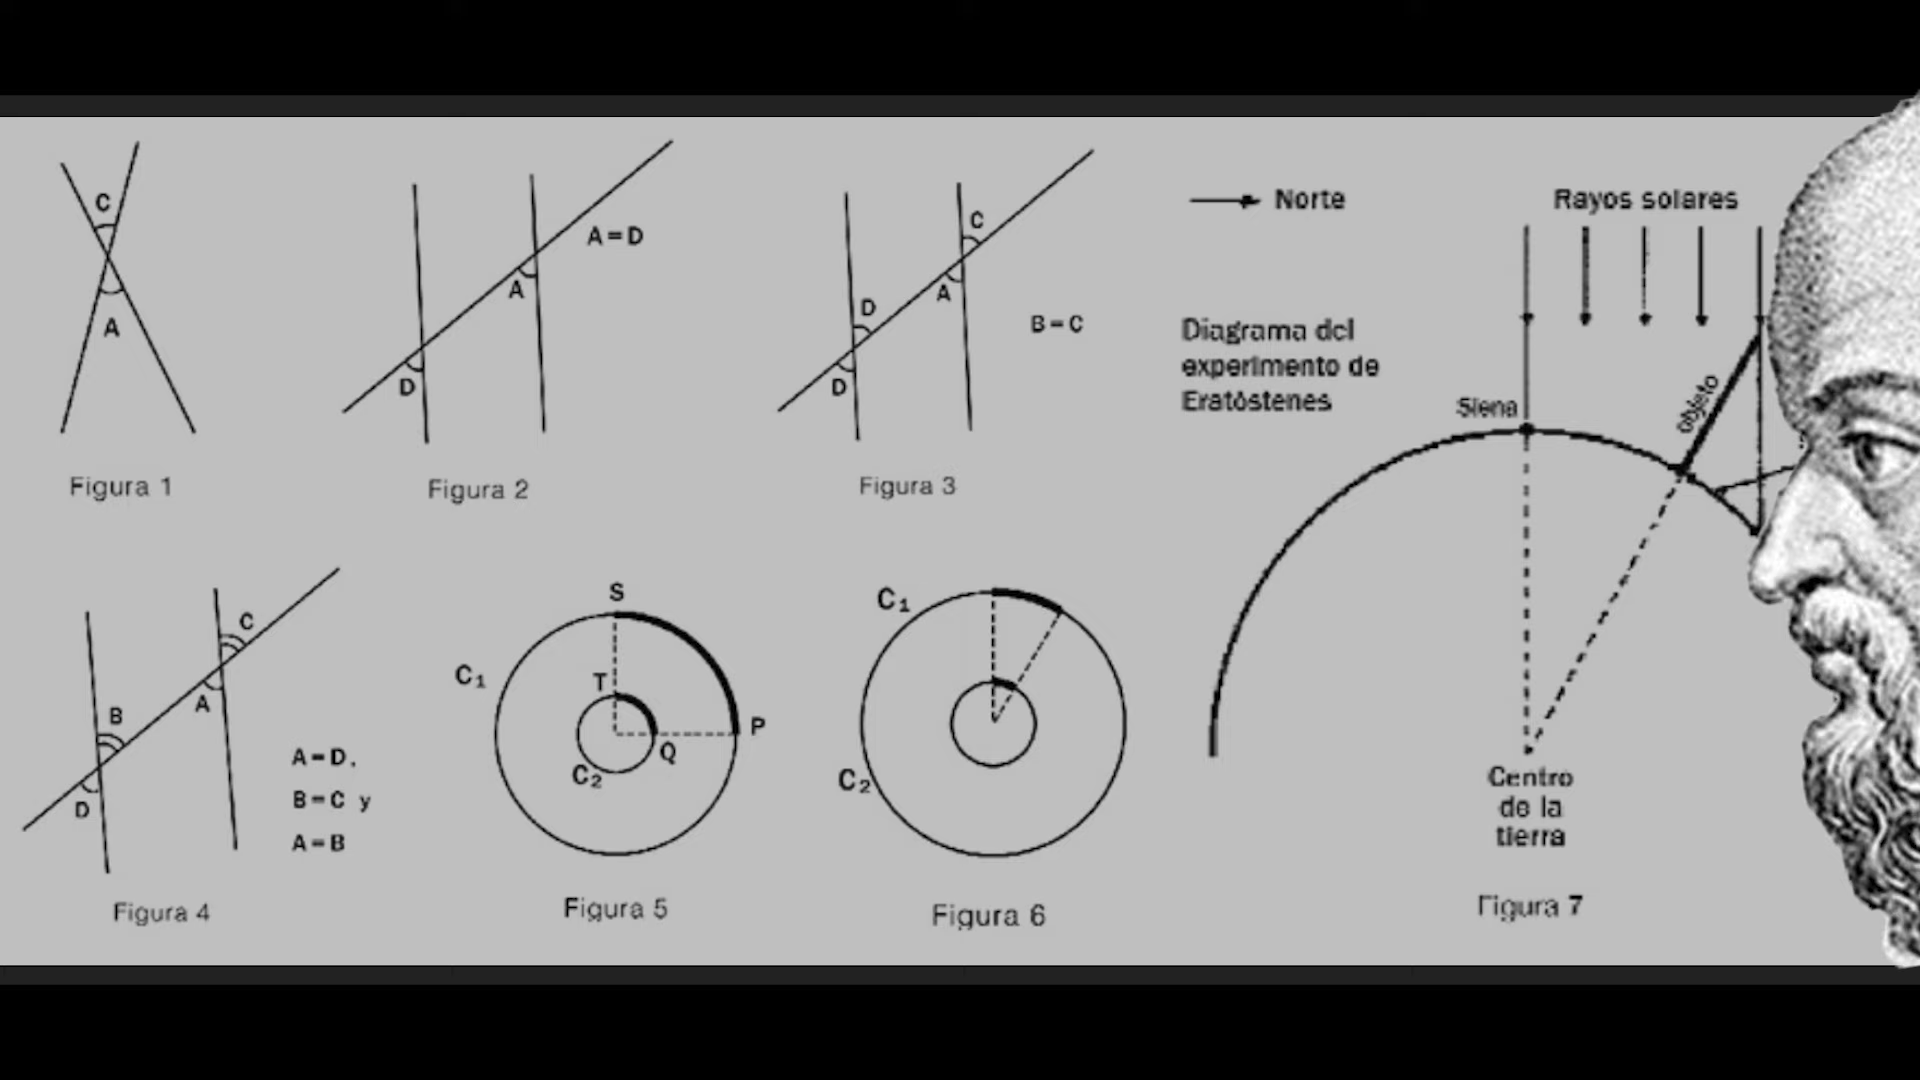 C
A
Figura 1
A=D
A
D
Figura 2
C
A
D
D
B=C
Figura 3
Norte
Rayos solares
Diagrama del
experimento de
Eratóstenes
Siena
objeto
Centro
de la
tierra
Figura 7
C
B
A
D
A=D.
B=C y
A=B
Figura 4
S
C₁
T
P
Q
C₂
Figura 5
C₁
C₂
Figura 6